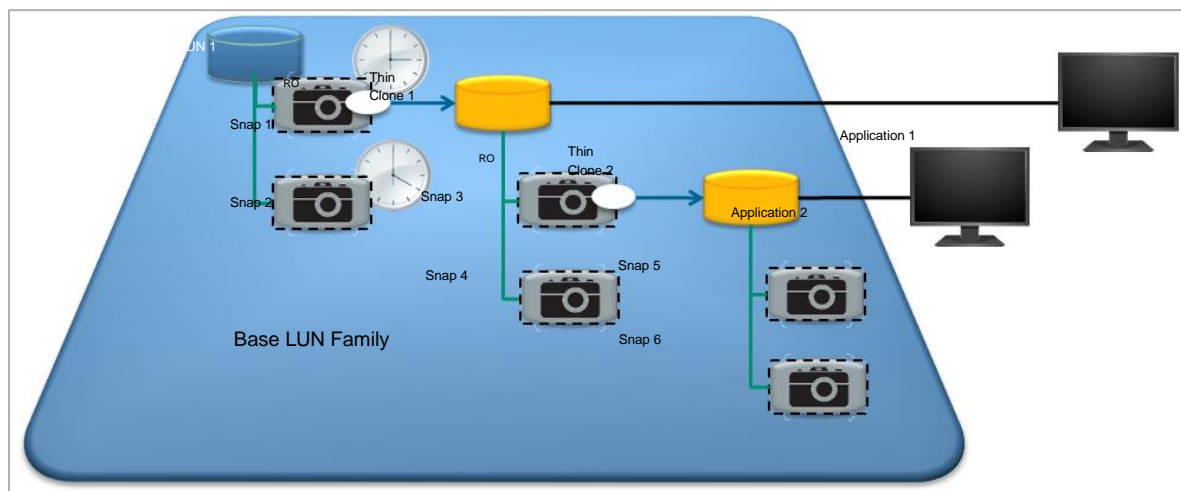 UN 1
RO
Thin
Clone 1
Snap 1
Application 1
RO
Thin
Clone 2
Snap 2
Snap 3
Application 2
Snap 4
Snap 5
Base LUN Family
Snap 6